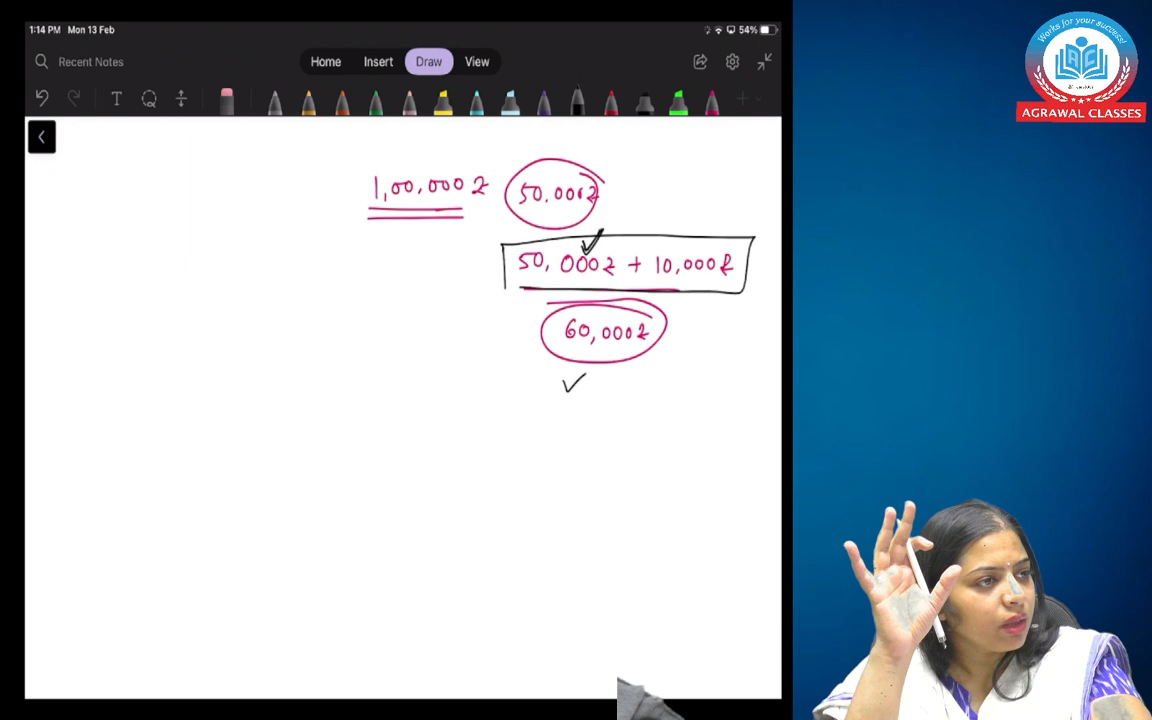 1:14 PM Mon 13 Feb
54%
Recent Notes
Home Insert Draw View
Works for your success!
AC
AGRAWAL CLASSES
1,00,000₹ 50,000₹
50,000₹ + 10,000₹
60,000₹